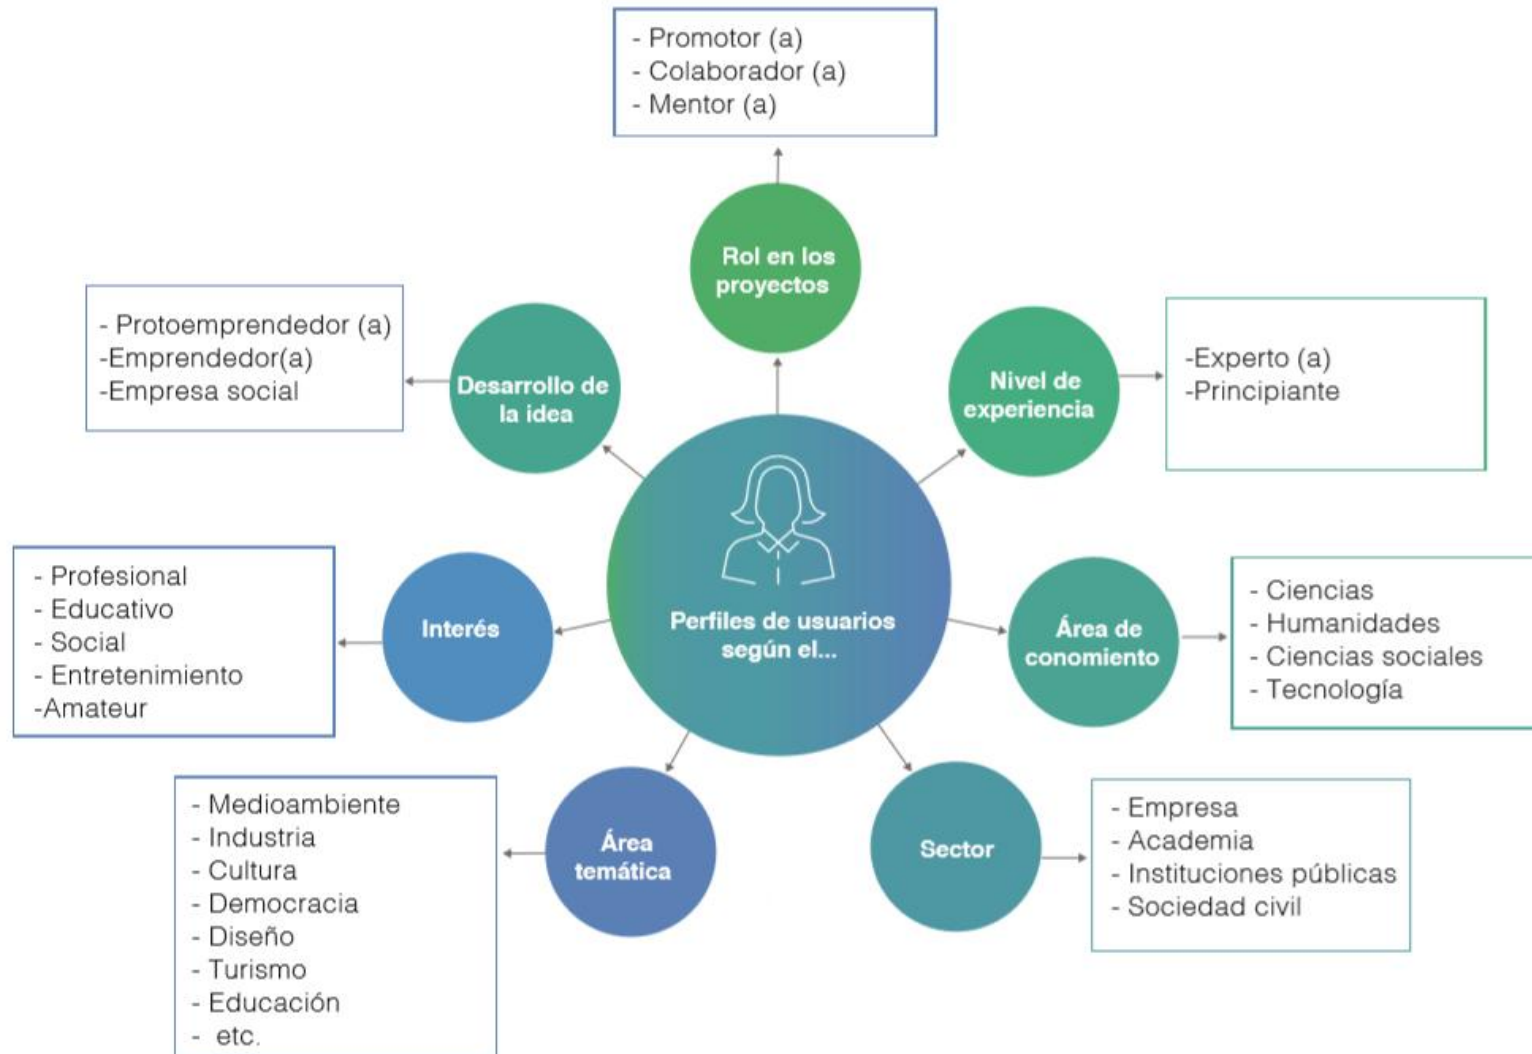 - Promotor (a)
- Colaborador (a)
- Mentor (a)
Rol en los
proyectos
- Protoemprendedor (a)
-Emprendedor(a)
-Empresa social
Desarrollo de
la idea
Nivel de
experiencia
-Experto (a)
-Principiante
Perfiles de usuarios
según el...
- Profesional
- Educativo
- Social
- Entretenimiento
-Amateur
Interés
Área de
conomiento
- Ciencias
- Humanidades
- Ciencias sociales
- Tecnología
- Medioambiente
- Industria
- Cultura
- Democracia
- Diseño
- Turismo
- Educación
- etc.
Área
temática
Sector
- Empresa
- Academia
- Instituciones públicas
- Sociedad civil